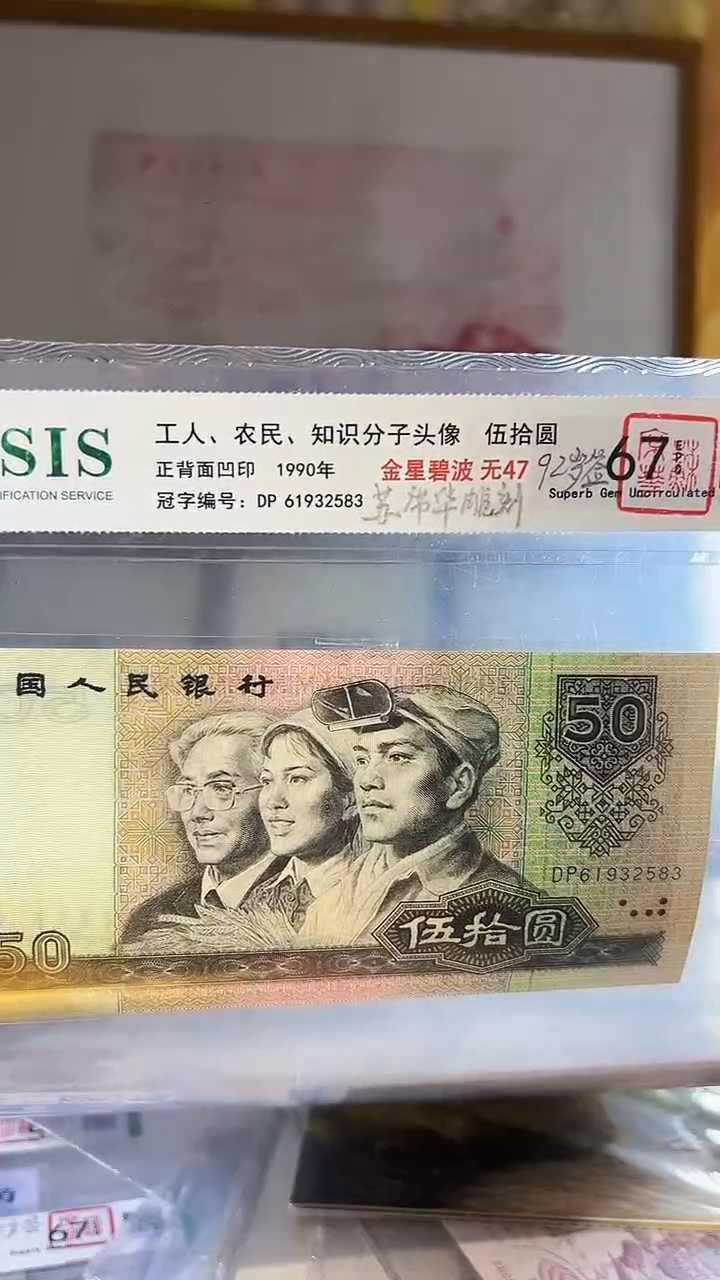 SIS
IFICATION SERVICE
工人、农民、知识分子头像 伍拾圆
正背面凹印 1990年 金星碧波 无47
冠字编号：DP 61932583
92岁签
苏席华雕刻
67 EPQ
Superb Gem Uncirculated
国人民银行
50
DP61932583
伍拾圆
50
67